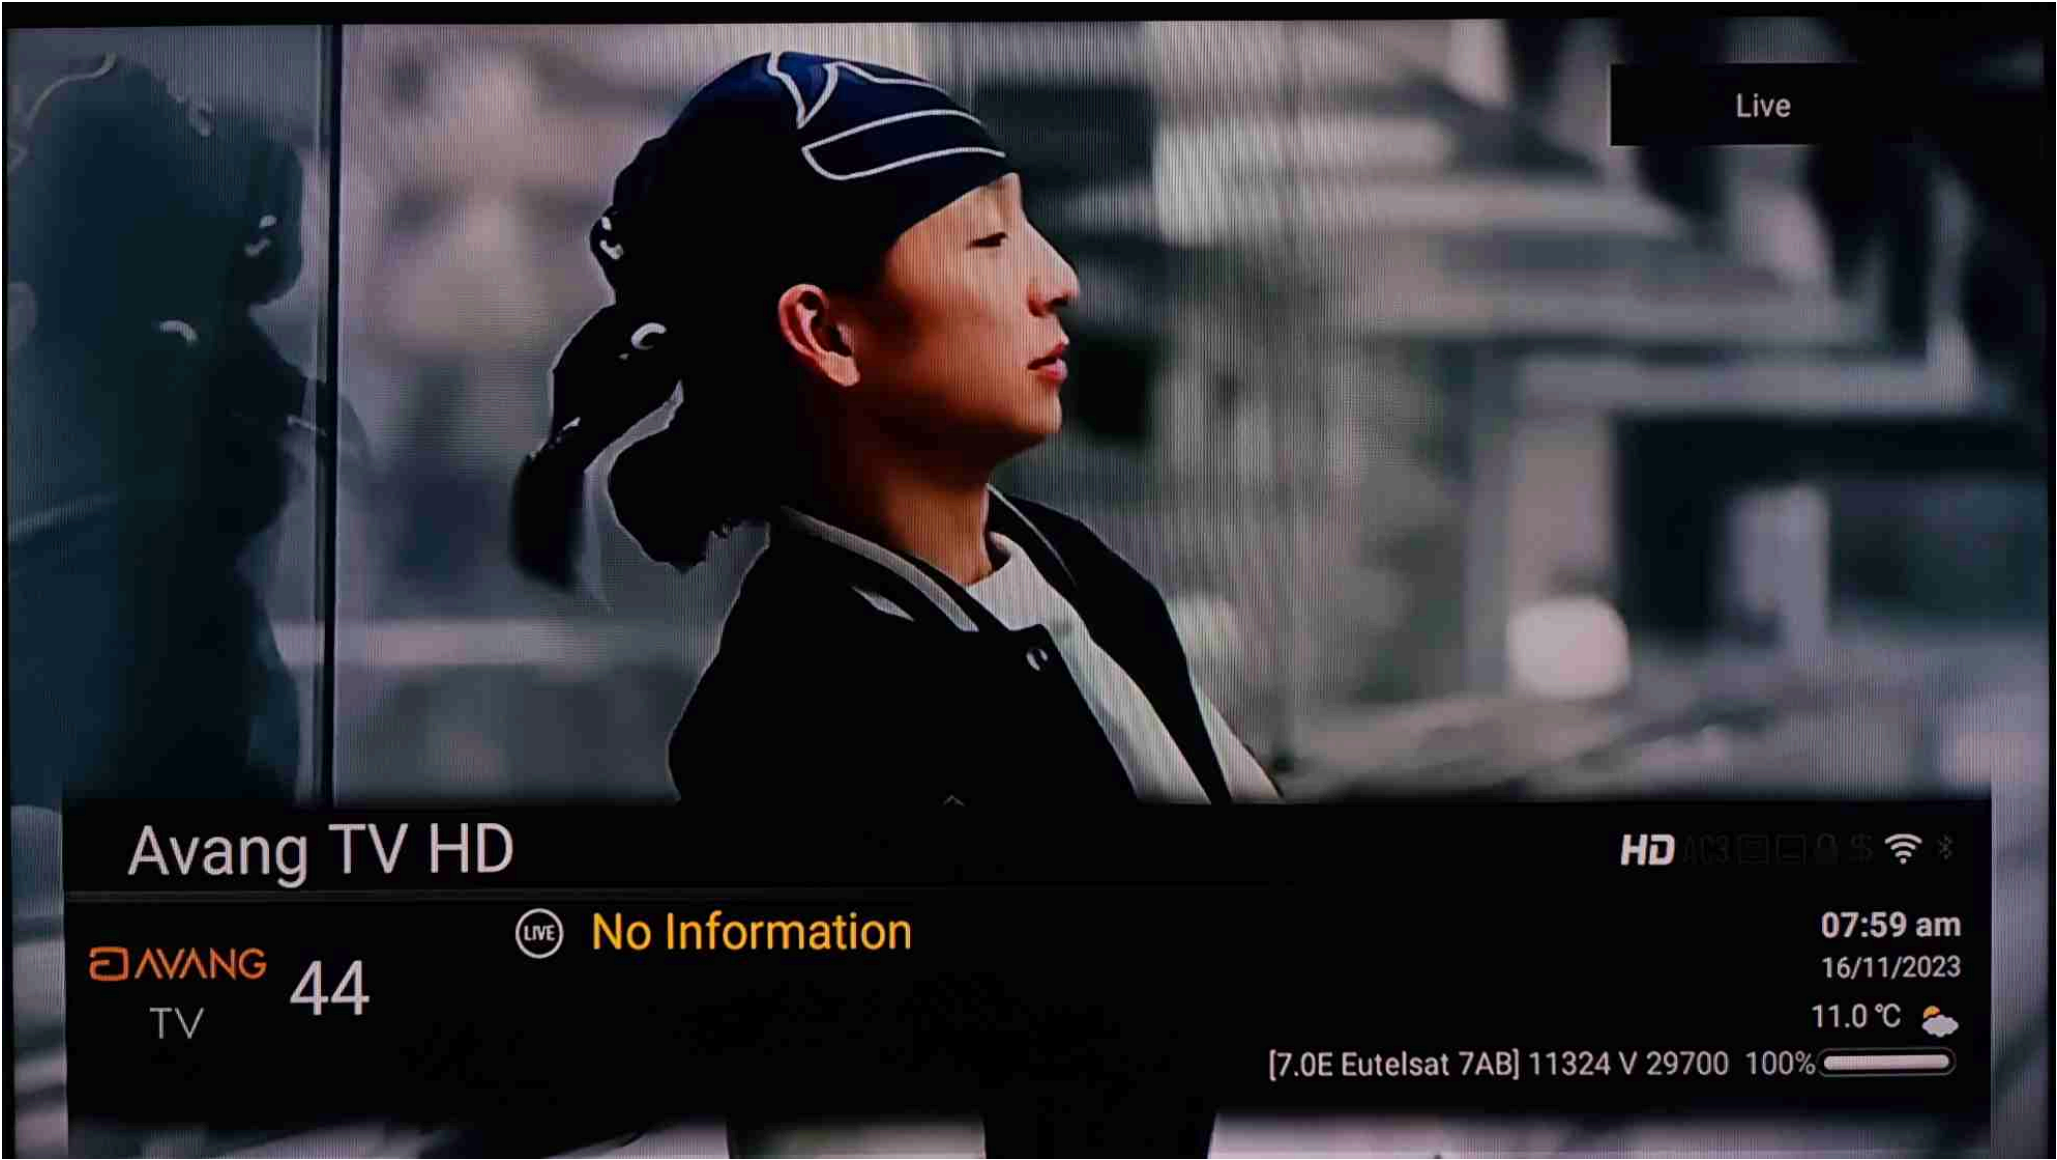 Live
Avang TV HD
HD AC3
AVANG
TV
44
LIVE No Information
07:59 am
16/11/2023
11.0 °C
[7.0E Eutelsat 7AB] 11324 V 29700 100%